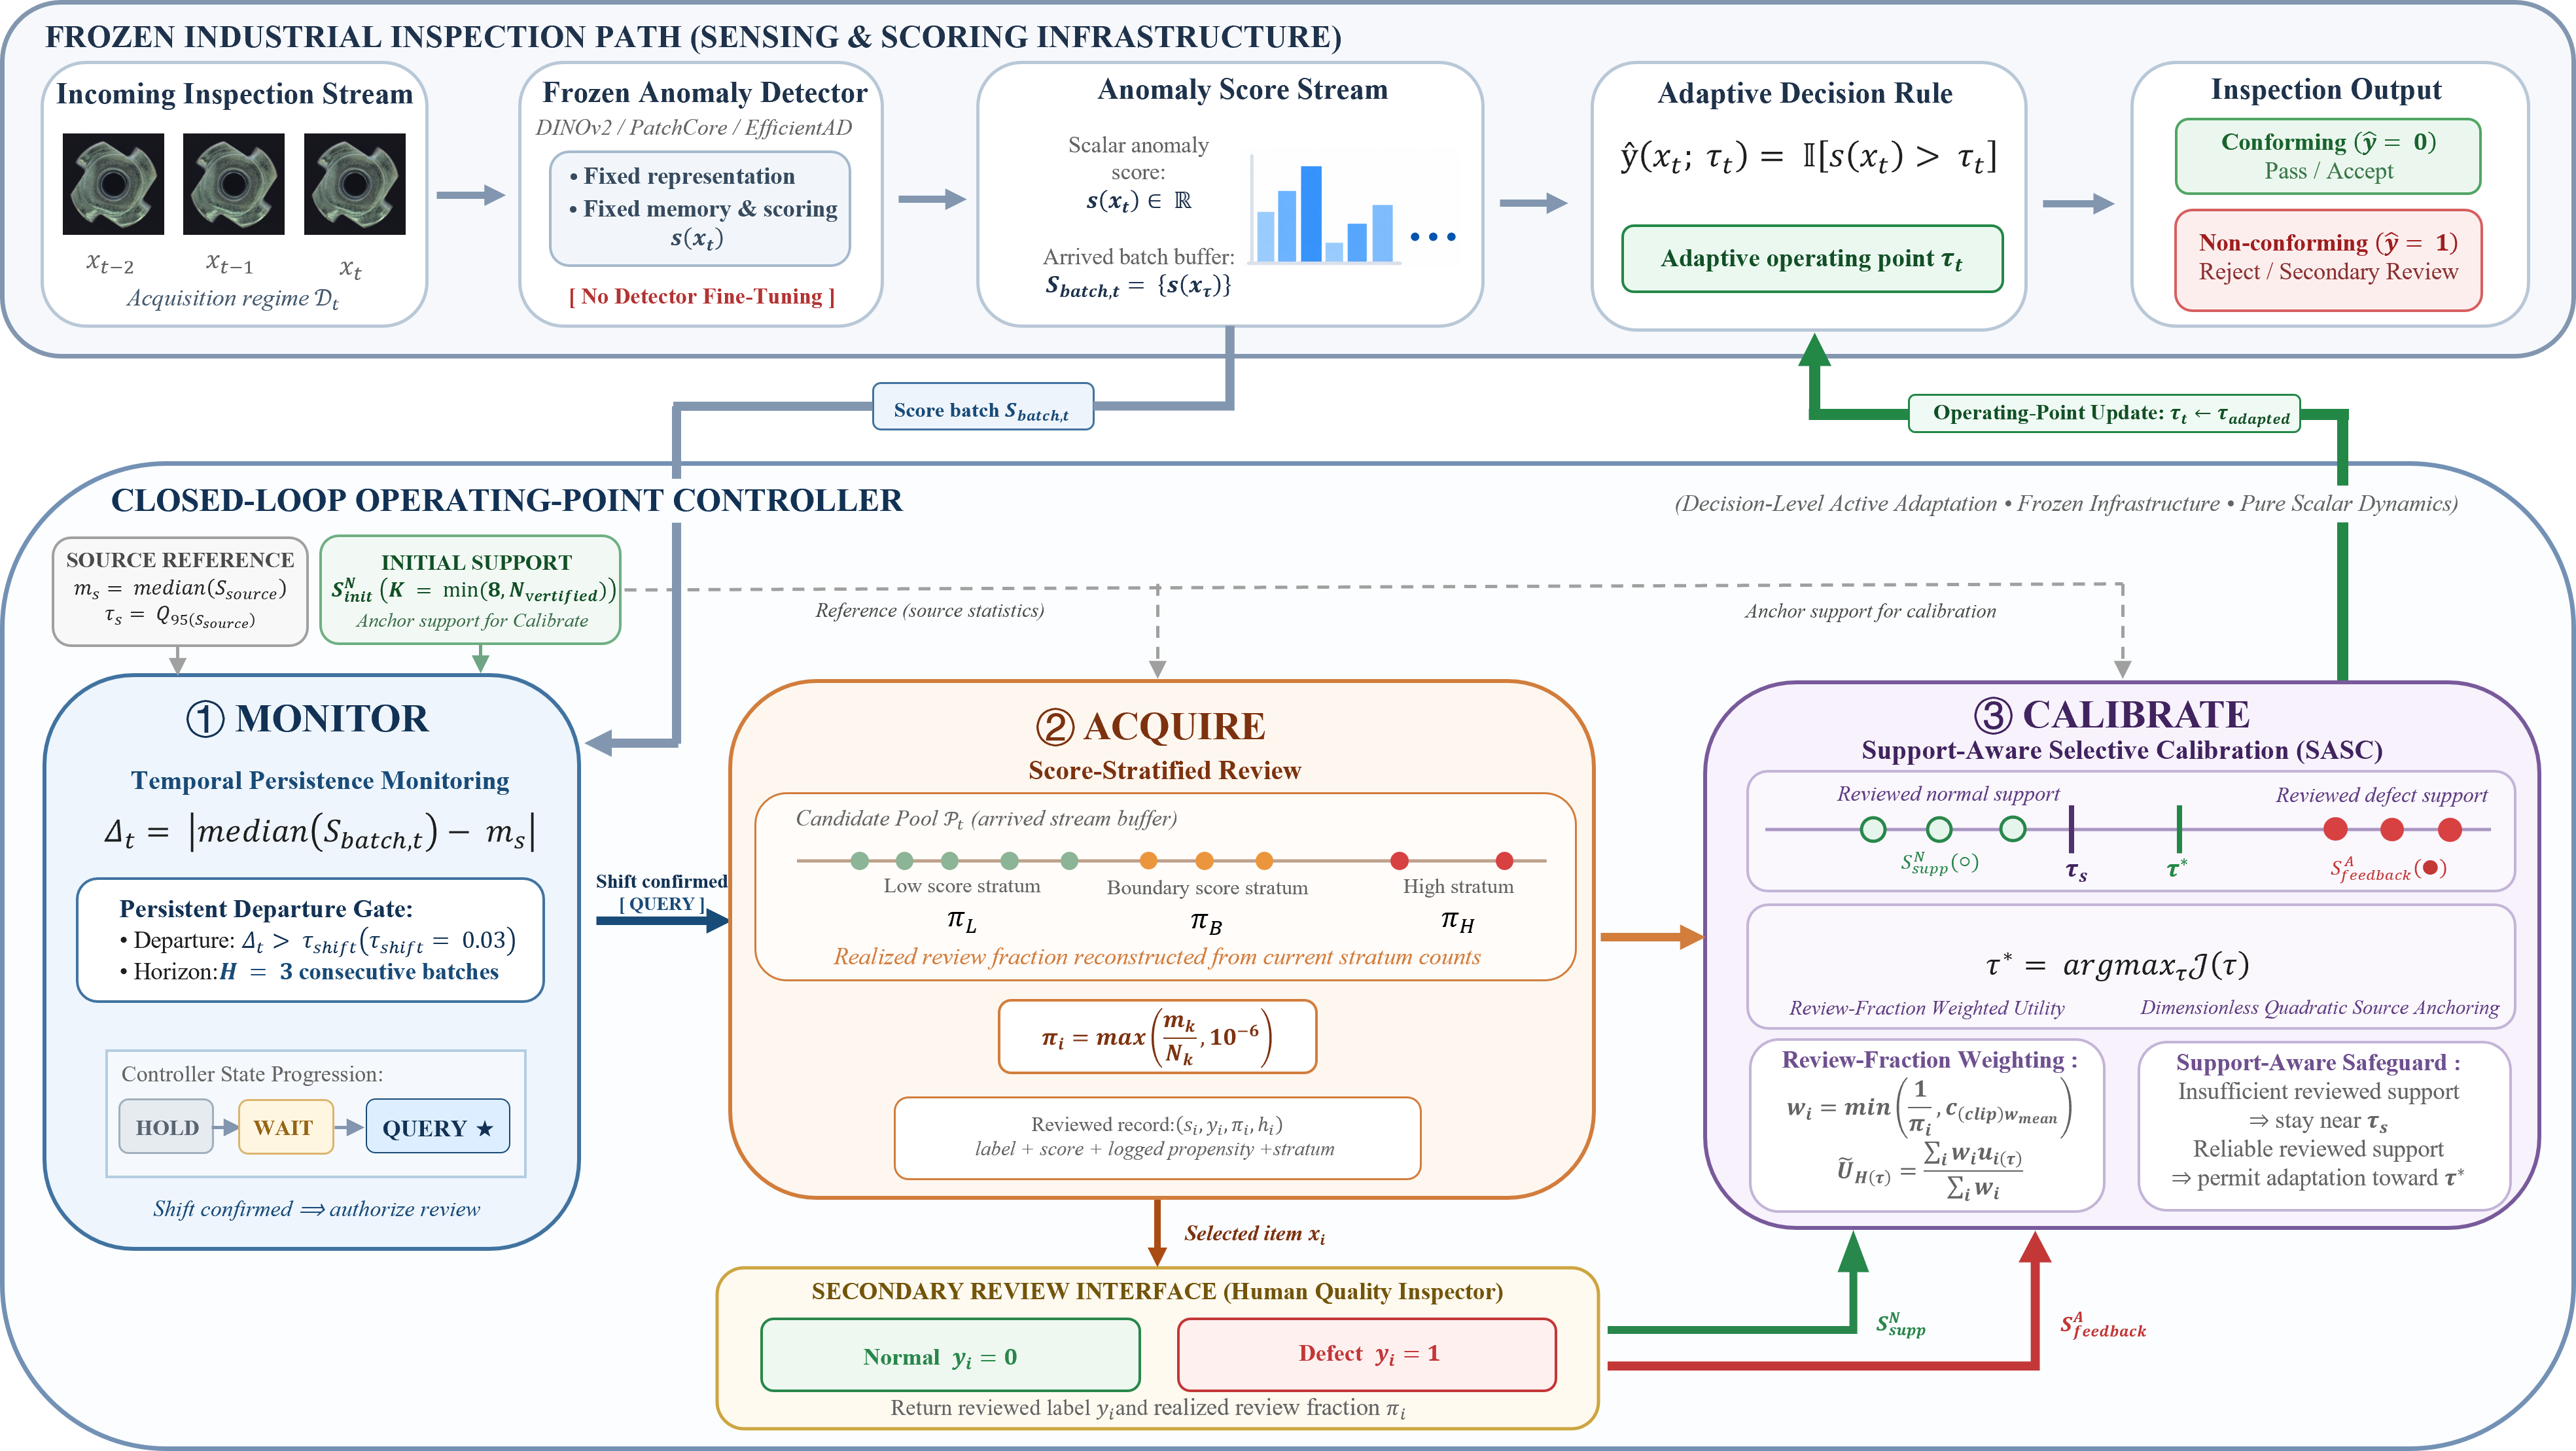 FROZEN INDUSTRIAL INSPECTION PATH (SENSING & SCORING INFRASTRUCTURE)
Incoming Inspection Stream
x_{t−2}
x_{t−1}
x_t
Acquisition regime 𝒟_t
Frozen Anomaly Detector
DINOv2 / PatchCore / EfficientAD
• Fixed representation
• Fixed memory & scoring
s(x_t)
[ No Detector Fine-Tuning ]
Anomaly Score Stream
Scalar anomaly
score:
s(x_t) ∈ ℝ
Arrived batch buffer:
S_{batch,t} = {s(x_τ)}
Adaptive Decision Rule
ŷ(x_t; τ_t) = 𝕀[s(x_t) > τ_t]
Adaptive operating point τ_t
Inspection Output
Conforming (ŷ = 0)
Pass / Accept
Non-conforming (ŷ = 1)
Reject / Secondary Review
Score batch S_{batch,t}
Operating-Point Update: τ_t ← τ_{adapted}
CLOSED-LOOP OPERATING-POINT CONTROLLER
(Decision-Level Active Adaptation • Frozen Infrastructure • Pure Scalar Dynamics)
SOURCE REFERENCE
m_s = median(S_{source})
τ_s = Q_{95(S_{source})}
INITIAL SUPPORT
S^N_{init} (K = min(8, N_{vertified}))
Anchor support for Calibrate
Reference (source statistics)
Anchor support for calibration
① MONITOR
Temporal Persistence Monitoring
Δ_t = |median(S_{batch,t}) − m_s|
Persistent Departure Gate:
• Departure: Δ_t > τ_{shift}(τ_{shift} = 0.03)
• Horizon:H = 3 consecutive batches
Controller State Progression:
HOLD
WAIT
QUERY ★
Shift confirmed ⟹ authorize review
Shift confirmed
[ QUERY ]
② ACQUIRE
Score-Stratified Review
Candidate Pool 𝒫_t (arrived stream buffer)
Low score stratum
Boundary score stratum
High stratum
π_L
π_B
π_H
Realized review fraction reconstructed from current stratum counts
π_i = max(m_k/N_k, 10^{−6})
Reviewed record:(s_i, y_i, π_i, h_i)
label + score + logged propensity +stratum
Selected item x_i
③ CALIBRATE
Support-Aware Selective Calibration (SASC)
Reviewed normal support
Reviewed defect support
S^N_{supp}(○)
τ_s
τ*
S^A_{feedback}(●)
τ* = argmax_τ 𝒥(τ)
Review-Fraction Weighted Utility
Dimensionless Quadratic Source Anchoring
Review-Fraction Weighting :
w_i = min(1/π_i, c_{(clip)w_{mean}})
Ũ_{H(τ)} = ∑_i w_i u_{i(τ)} / ∑_i w_i
Support-Aware Safeguard :
Insufficient reviewed support
⇒ stay near τ_s
Reliable reviewed support
⇒ permit adaptation toward τ*
SECONDARY REVIEW INTERFACE (Human Quality Inspector)
Normal y_i = 0
Defect y_i = 1
Return reviewed label y_i and realized review fraction π_i
S^N_{supp}
S^A_{feedback}